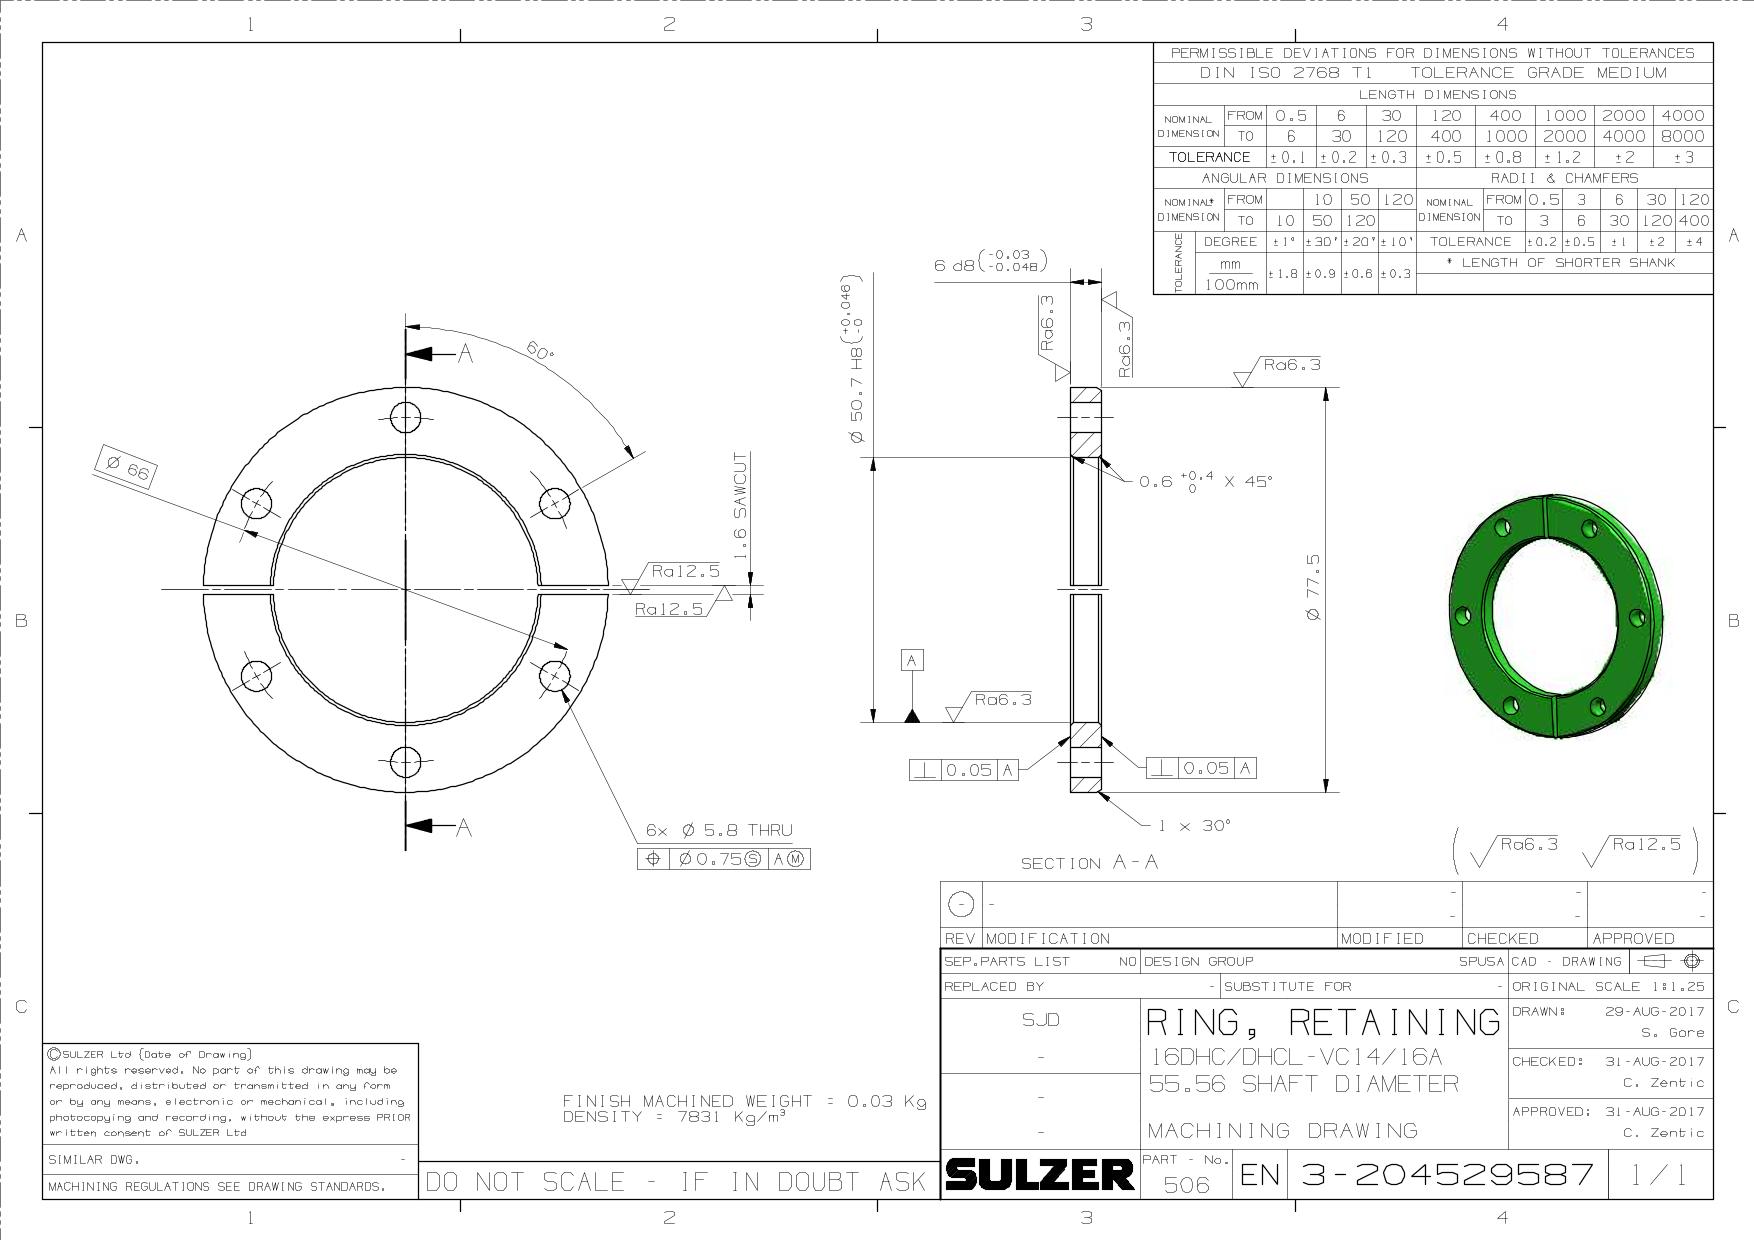 1 2 3 4
PERMISSIBLE DEVIATIONS FOR DIMENSIONS WITHOUT TOLERANCES
DIN ISO 2768 T1 TOLERANCE GRADE MEDIUM
LENGTH DIMENSIONS
NOMINAL DIMENSION FROM 0.5 6 30 120 400 1000 2000 4000
TO 6 30 120 400 1000 2000 4000 8000
TOLERANCE ±0.1 ±0.2 ±0.3 ±0.5 ±0.8 ±1.2 ±2 ±3
ANGULAR DIMENSIONS RADII & CHAMFERS
NOMINAL* DIMENSION FROM 10 50 120 NOMINAL DIMENSION FROM 0.5 3 6 30 120
TO 10 50 120 TO 3 6 30 120 400
TOLERANCE DEGREE ±1° ±30' ±20' ±10' TOLERANCE ±0.2 ±0.5 ±1 ±2 ±4
mm/100mm ±1.8 ±0.9 ±0.6 ±0.3 * LENGTH OF SHORTER SHANK
A A
6 d8(-0.03 -0.048)
Ø 50.7 H8(+0.046 -0)
Ra6.3
Ra6.3
Ra6.3
A
60°
Ø 66
1.6 SAWCUT
Ra12.5
Ra12.5
0.6 +0.4 0 X 45°
Ø 77.5
B B
A
Ra6.3
⊥ 0.05 A
⊥ 0.05 A
A
6x Ø 5.8 THRU
⌖ Ø0.75Ⓢ AⓂ
1 x 30°
SECTION A-A
( Ra6.3 Ra12.5 )
- -
- - -
- - -
REV MODIFICATION MODIFIED CHECKED APPROVED
SEP.PARTS LIST NO DESIGN GROUP SPUSA CAD - DRAWING
REPLACED BY - SUBSTITUTE FOR - ORIGINAL SCALE 1:1.25
C C
SJD
-
-
-
RING, RETAINING
16DHC/DHCL-VC14/16A
55.56 SHAFT DIAMETER
MACHINING DRAWING
DRAWN: 29-AUG-2017
S. Gore
CHECKED: 31-AUG-2017
C. Zentic
APPROVED: 31-AUG-2017
C. Zentic
©SULZER Ltd (Date of Drawing)
All rights reserved. No part of this drawing may be
reproduced, distributed or transmitted in any form
or by any means, electronic or mechanical, including
photocopying and recording, without the express PRIOR
written consent of SULZER Ltd
SIMILAR DWG. -
MACHINING REGULATIONS SEE DRAWING STANDARDS.
FINISH MACHINED WEIGHT = 0.03 Kg
DENSITY = 7831 Kg/m³
DO NOT SCALE - IF IN DOUBT ASK
SULZER
PART - No.
506
EN 3-204529587 1/1
1 2 3 4